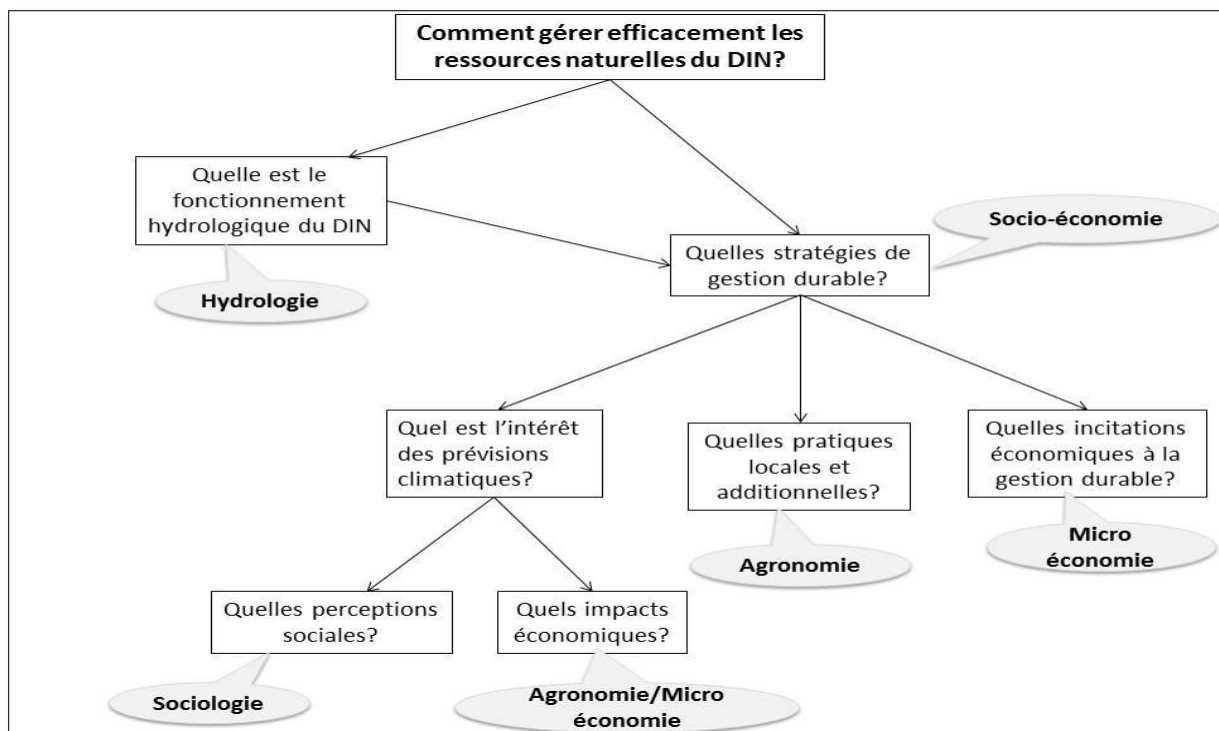 Comment gérer efficacement les
ressources naturelles du DIN?
Quelle est le
fonctionnement
hydrologique du DIN
Hydrologie
Socio-économie
Quelles stratégies de
gestion durable?
Quel est l’intérêt
des prévisions
climatiques?
Quelles pratiques
locales et
additionnelles?
Quelles incitations
économiques à la
gestion durable?
Agronomie
Micro
économie
Quelles perceptions
sociales?
Quels impacts
économiques?
Sociologie
Agronomie/Micro
économie